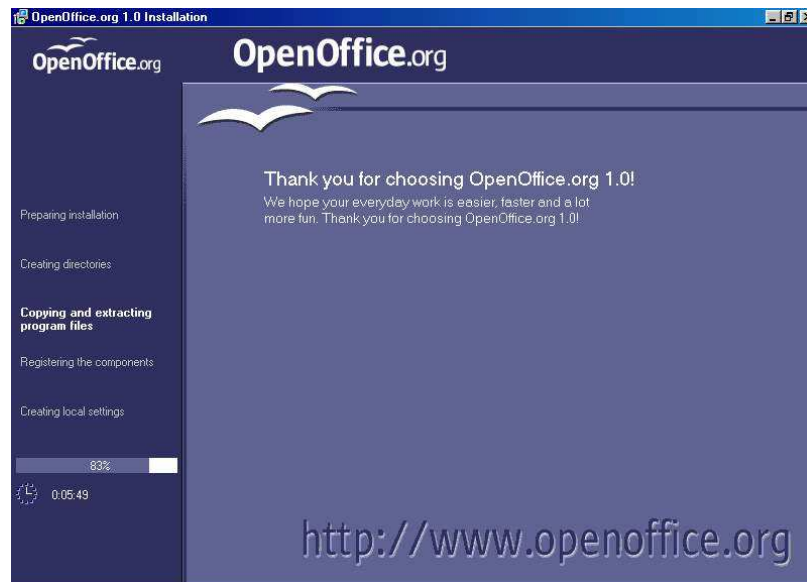 OpenOffice.org 1.0 Installation
OpenOffice.org
OpenOffice.org
Thank you for choosing OpenOffice.org 1.0!
We hope your everyday work is easier, faster and a lot
more fun. Thank you for choosing OpenOffice.org 1.0!
Preparing installation
Creating directories
Copying and extracting
program files
Registering the components
Creating local settings
83%
0:05:49
http://www.openoffice.org